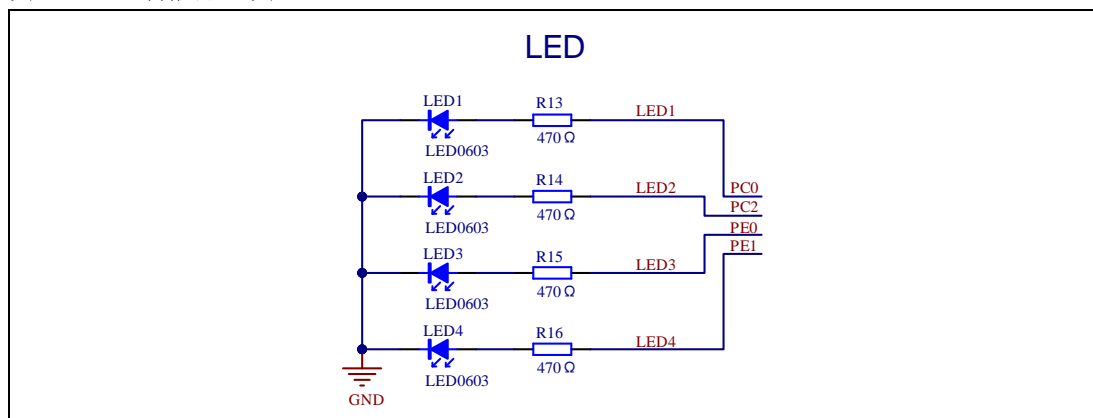 LED
LED1
R13
LED1
LED0603
470Ω
LED2
R14
LED2
PC0
PC2
LED0603
470Ω
PE0
PE1
LED3
R15
LED3
LED0603
470Ω
LED4
R16
LED4
LED0603
470Ω
GND